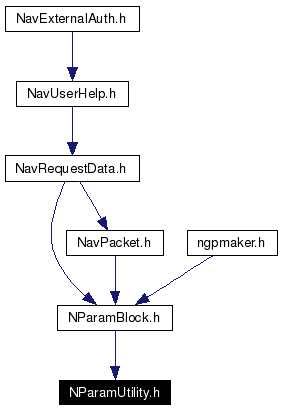 NavExternalAuth.h
NavUserHelp.h
NavRequestData.h
NavPacket.h
ngpmaker.h
NParamBlock.h
NParamUtility.h